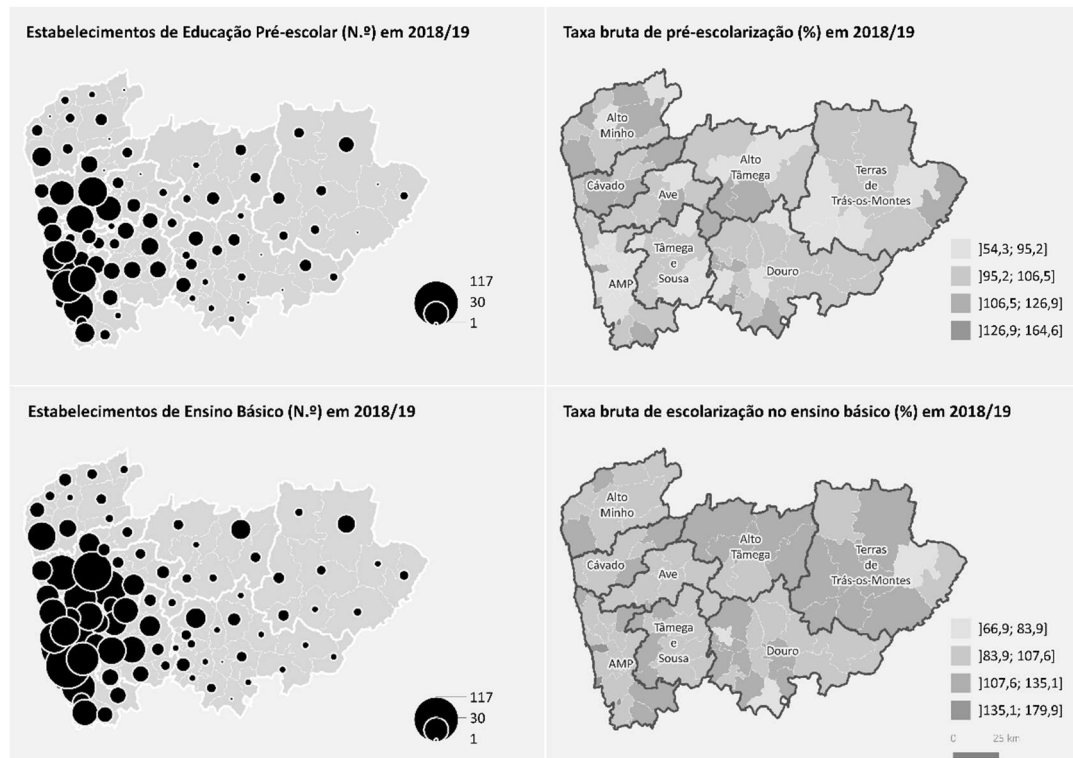 Estabelecimentos de Educação Pré-escolar (N.º) em 2018/19
117
30
1
Taxa bruta de pré-escolarização (%) em 2018/19
Alto
Minho
Cávado
Ave
Alto
Tâmega
Terras
de
Trás-os-Montes
Tâmega
e
Sousa
AMP
Douro
]54,3; 95,2]
]95,2; 106,5]
]106,5; 126,9]
]126,9; 164,6]
Estabelecimentos de Ensino Básico (N.º) em 2018/19
117
30
1
Taxa bruta de escolarização no ensino básico (%) em 2018/19
Alto
Minho
Cávado
Ave
Alto
Tâmega
Terras
de
Trás-os-Montes
Tâmega
e
Sousa
AMP
Douro
]66,9; 83,9]
]83,9; 107,6]
]107,6; 135,1]
]135,1; 179,9]
0 25 km